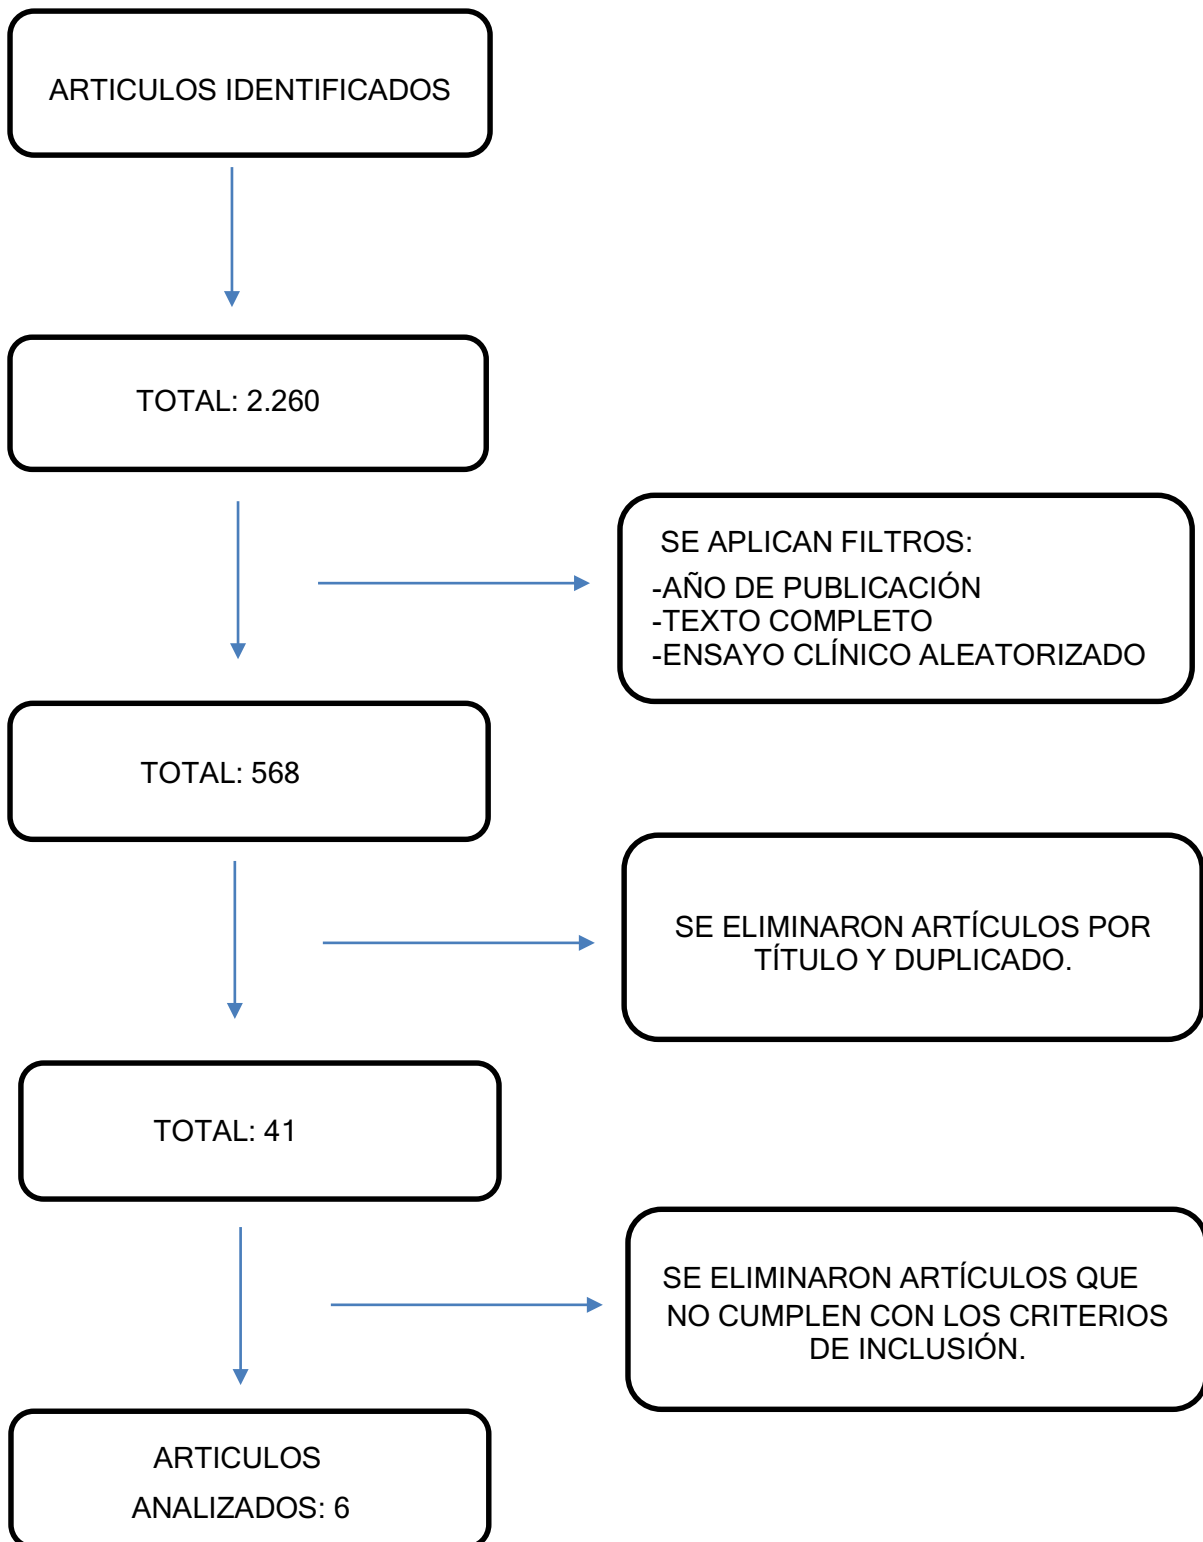 ARTICULOS IDENTIFICADOS
TOTAL: 2.260
SE APLICAN FILTROS:
-AÑO DE PUBLICACIÓN
-TEXTO COMPLETO
-ENSAYO CLÍNICO ALEATORIZADO
TOTAL: 568
SE ELIMINARON ARTÍCULOS POR
TÍTULO Y DUPLICADO.
TOTAL: 41
SE ELIMINARON ARTÍCULOS QUE
NO CUMPLEN CON LOS CRITERIOS
DE INCLUSIÓN.
ARTICULOS
ANALIZADOS: 6